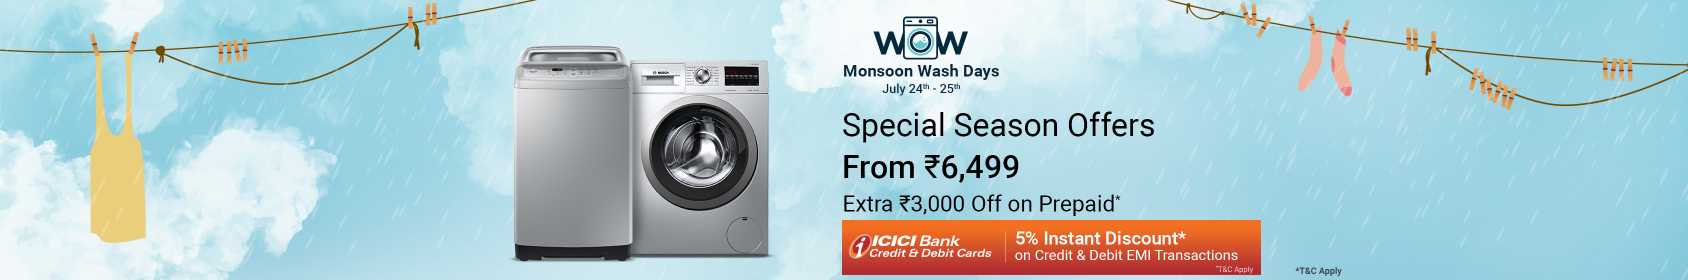 WOW
Monsoon Wash Days
July 24th - 25th
Special Season Offers
From ₹6,499
Extra ₹3,000 Off on Prepaid*
ICICI Bank
Credit & Debit Cards
5% Instant Discount*
on Credit & Debit EMI Transactions
*T&C Apply
*T&C Apply
BOSCH